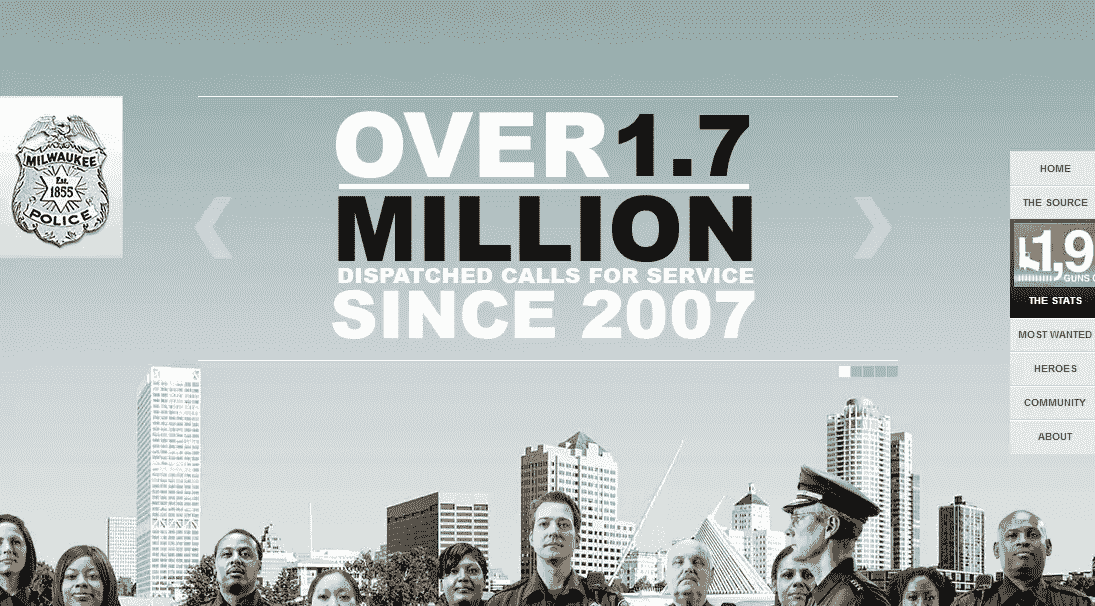 MILWAUKEE
Est.
1855
POLICE
OVER 1.7
MILLION
DISPATCHED CALLS FOR SERVICE
SINCE 2007
HOME
THE SOURCE
1,9
GUNS
THE STATS
MOST WANTED
HEROES
COMMUNITY
ABOUT